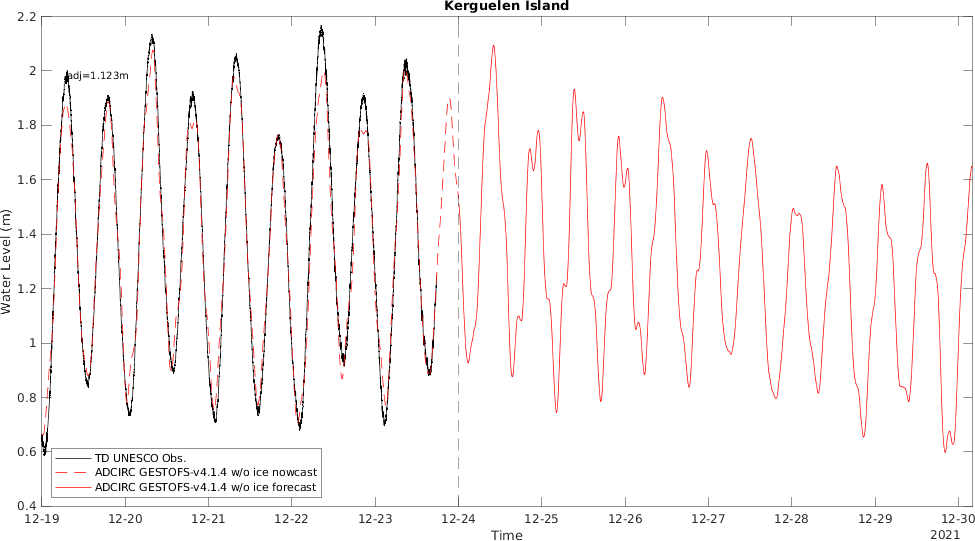 Kerguelen Island
2.2
2
1.8
1.6
1.4
1.2
1
0.8
0.6
0.4
Water Level (m)
adj=1.123m
TD UNESCO Obs.
ADCIRC GESTOFS-v4.1.4 w/o ice nowcast
ADCIRC GESTOFS-v4.1.4 w/o ice forecast
12-19 12-20 12-21 12-22 12-23 12-24 12-25 12-26 12-27 12-28 12-29 12-30
Time
2021